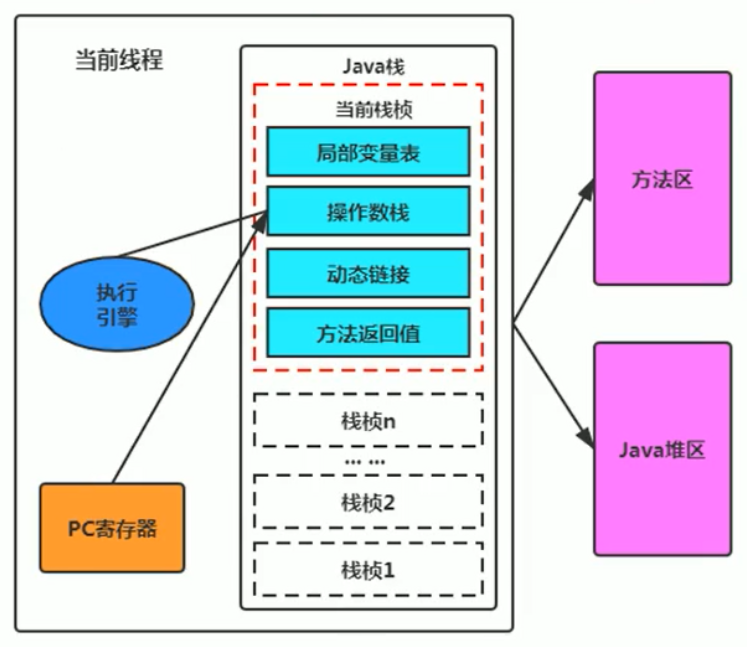 当前线程
Java栈
当前栈桢
局部变量表
操作数栈
动态链接
方法返回值
执行
引擎
栈桢n
... ...
栈桢2
栈桢1
PC寄存器
方法区
Java堆区